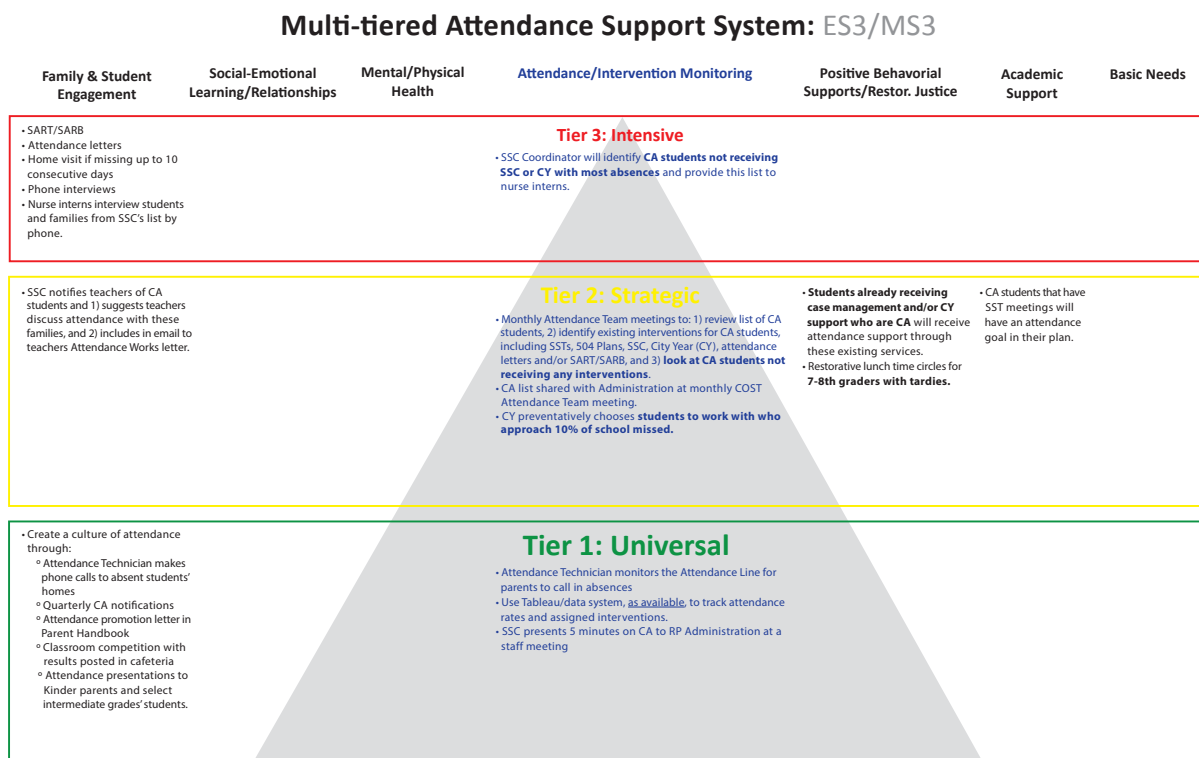 Multi-tiered Attendance Support System: ES3/MS3
Family & Student
Engagement
Social-Emotional
Learning/Relationships
Mental/Physical
Health
Attendance/Intervention Monitoring
Positive Behavorial
Supports/Restor. Justice
Academic
Support
Basic Needs
• SART/SARB
• Attendance letters
• Home visit if missing up to 10
consecutive days
• Phone interviews
• Nurse interns interview students
and families from SSC's list by
phone.
Tier 3: Intensive
• SSC Coordinator will identify CA students not receiving
SSC or CY with most absences and provide this list to
nurse interns.
• SSC notifies teachers of CA
students and 1) suggests teachers
discuss attendance with these
families, and 2) includes in email to
teachers Attendance Works letter.
Tier 2: Strategic
• Monthly Attendance Team meetings to: 1) review list of CA
students, 2) identify existing interventions for CA students,
including SSTs, 504 Plans, SSC, City Year (CY), attendance
letters and/or SART/SARB, and 3) look at CA students not
receiving any interventions.
• CA list shared with Administration at monthly COST
Attendance Team meeting.
• CY preventatively chooses students to work with who
approach 10% of school missed.
• Students already receiving
case management and/or CY
support who are CA will receive
attendance support through
these existing services.
• Restorative lunch time circles for
7-8th graders with tardies.
• CA students that have
SST meetings will
have an attendance
goal in their plan.
• Create a culture of attendance
through:
º Attendance Technician makes
phone calls to absent students'
homes
º Quarterly CA notifications
º Attendance promotion letter in
Parent Handbook
º Classroom competition with
results posted in cafeteria
º Attendance presentations to
Kinder parents and select
intermediate grades' students.
Tier 1: Universal
• Attendance Technician monitors the Attendance Line for
parents to call in absences
• Use Tableau/data system, as available, to track attendance
rates and assigned interventions.
• SSC presents 5 minutes on CA to RP Administration at a
staff meeting